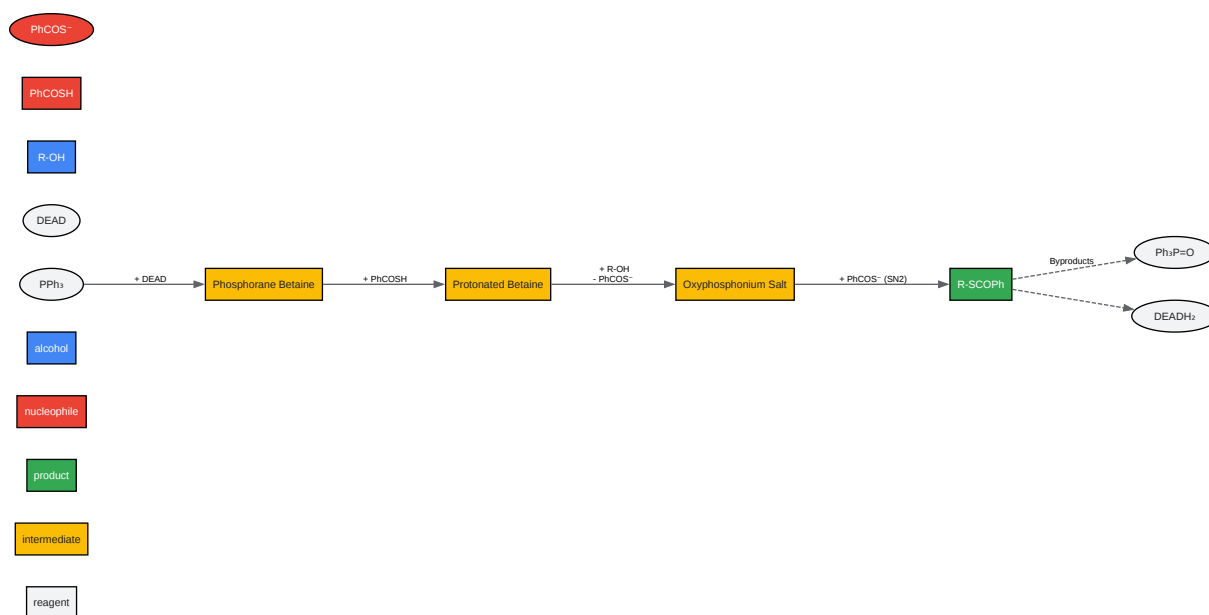 PhCOS⁻
PhCOSH
R-OH
DEAD
PPh₃
+ DEAD
Phosphorane Betaine
+ PhCOSH
Protonated Betaine
+ R-OH
- PhCOS⁻
Oxyphosphonium Salt
+ PhCOS⁻ (SN2)
R-SCOPh
Byproducts
Ph₃P=O
DEADH₂
alcohol
nucleophile
product
intermediate
reagent